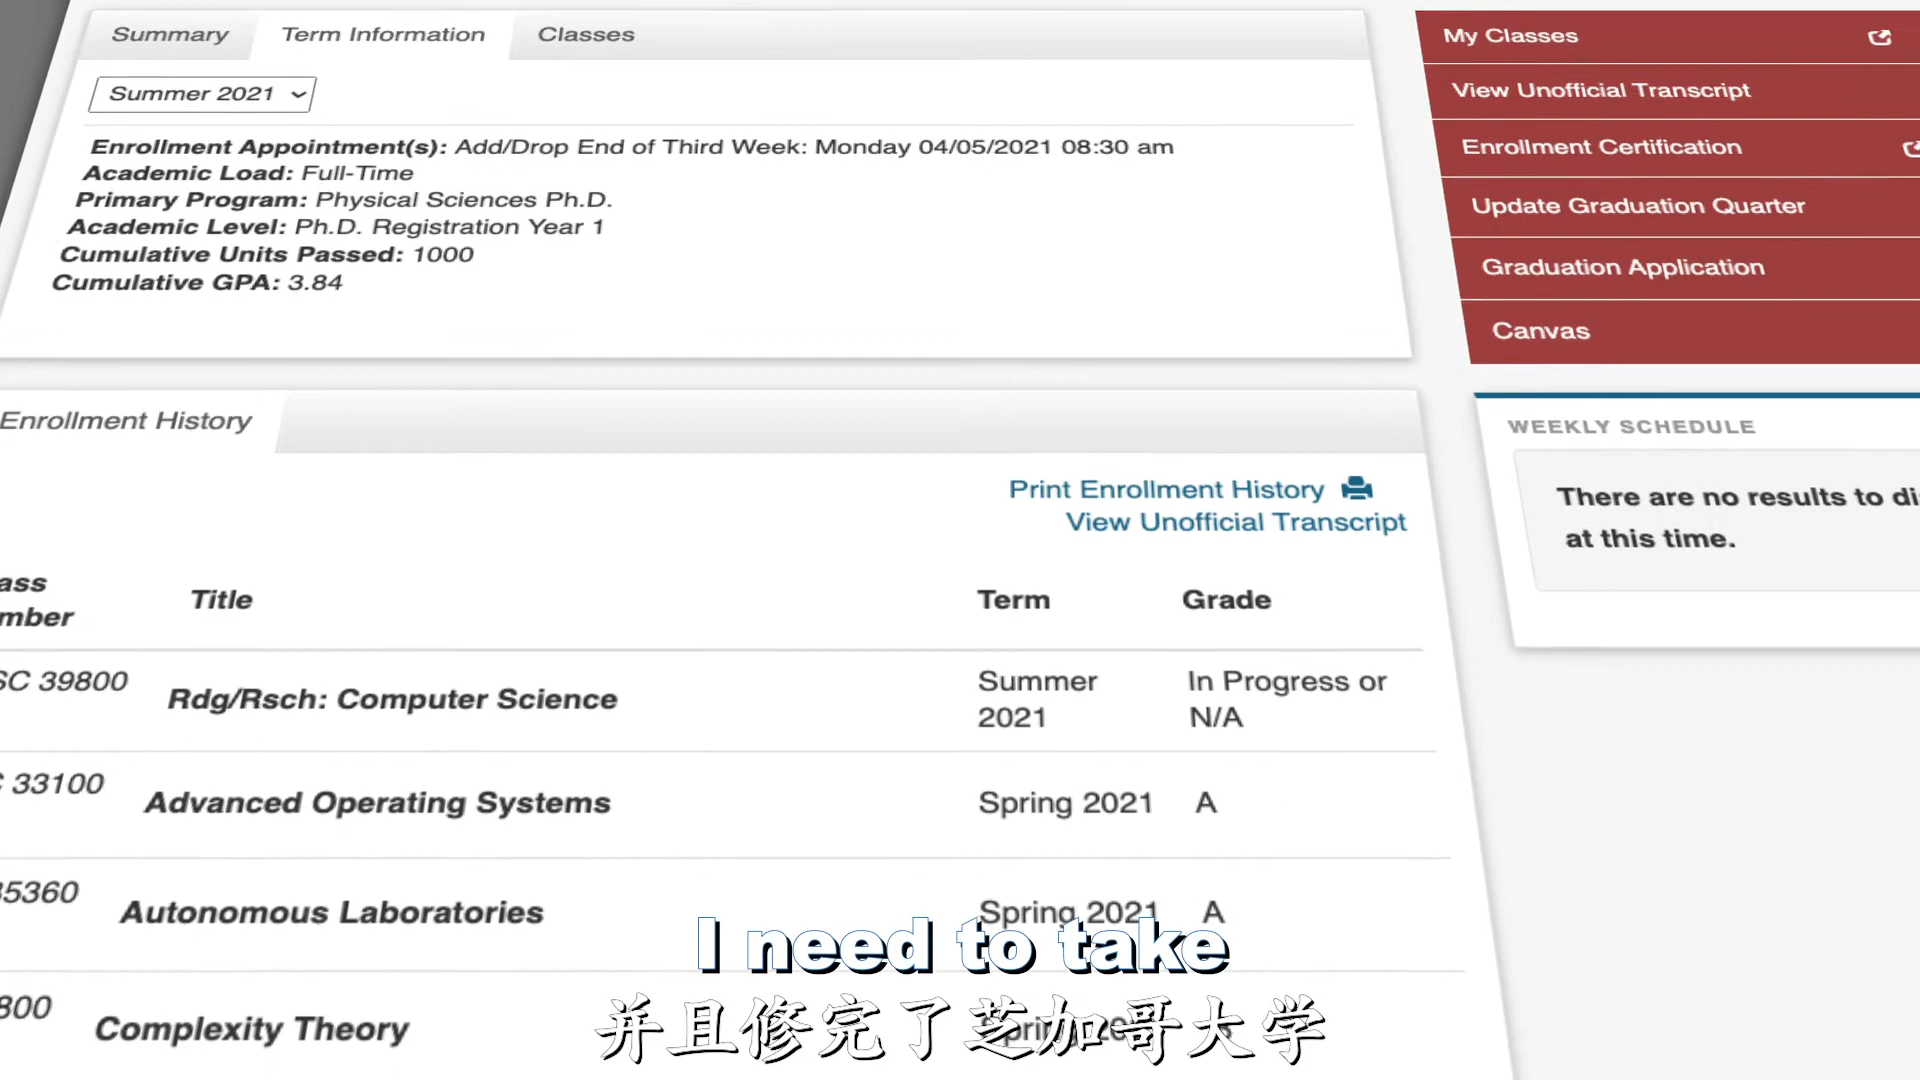 Summary Term Information Classes
Summer 2021
Enrollment Appointment(s): Add/Drop End of Third Week: Monday 04/05/2021 08:30 am
Academic Load: Full-Time
Primary Program: Physical Sciences Ph.D.
Academic Level: Ph.D. Registration Year 1
Cumulative Units Passed: 1000
Cumulative GPA: 3.84
My Classes
View Unofficial Transcript
Enrollment Certification
Update Graduation Quarter
Graduation Application
Canvas
Enrollment History
Print Enrollment History
View Unofficial Transcript
WEEKLY SCHEDULE
There are no results to
at this time.
Title Term Grade
39800 Rdg/Rsch: Computer Science Summer 2021 In Progress or N/A
33100 Advanced Operating Systems Spring 2021 A
Autonomous Laboratories Spring 2021 A
Complexity Theory
I need to take
并且修完了芝加哥大学